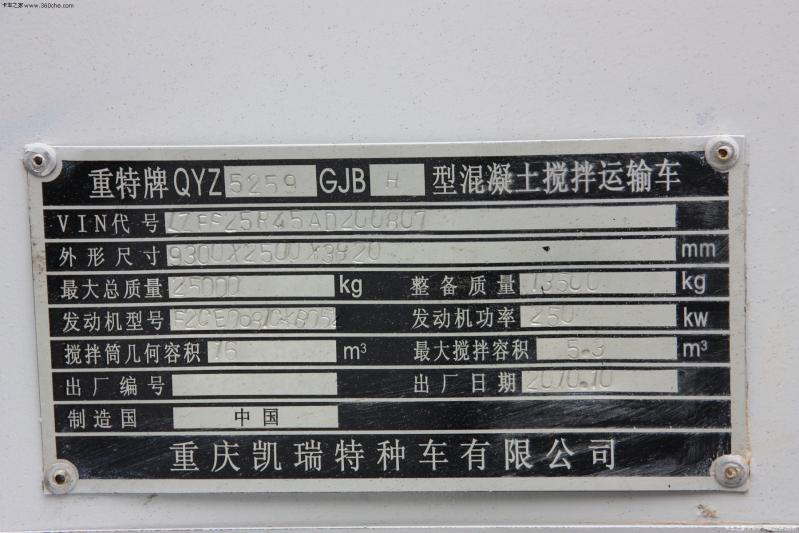 卡车之家 www.360che.com
重特牌QYZ 5259 GJB H 型混凝土搅拌运输车
VIN代号
外形尺寸 9300X2500X3920 mm
最大总质量 25000 kg 整备质量 13500 kg
发动机型号 发动机功率 250 kw
搅拌筒几何容积 16 m³ 最大搅拌容积 5.3 m³
出厂编号 出厂日期 2010.10
制造国 中国
重庆凯瑞特种车有限公司